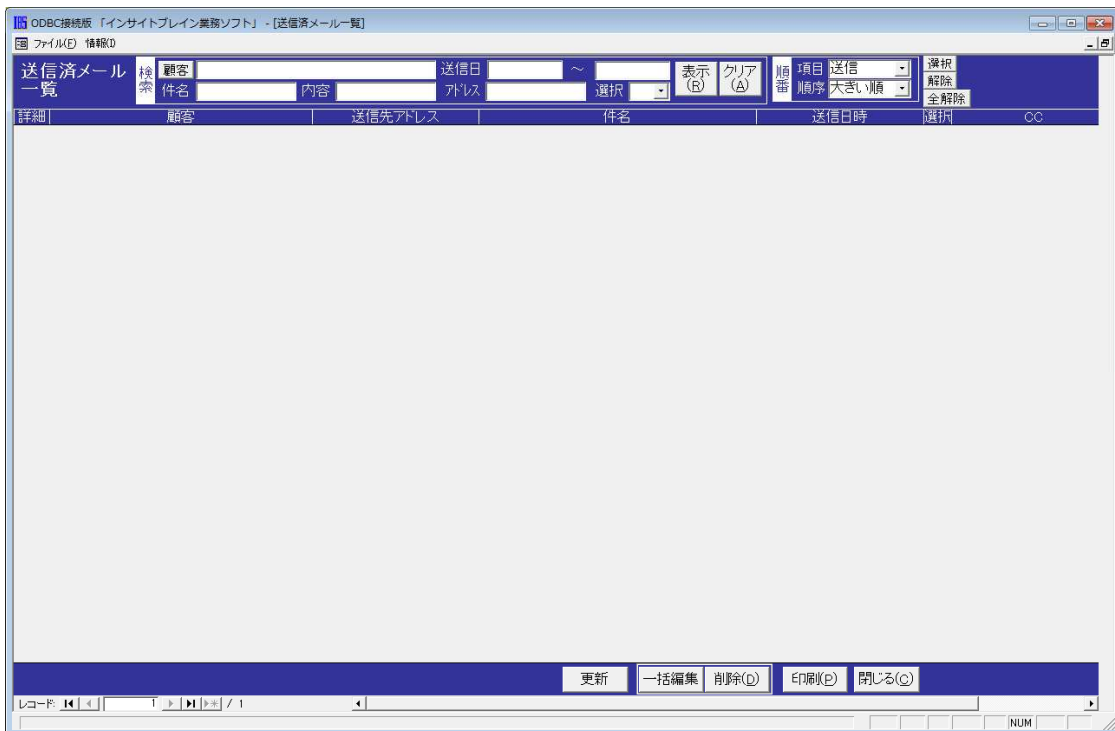 IBS ODBC接続版 「インサイトブレイン業務ソフト」 - [送信済メール一覧]
ファイル(F) 情報(I)
送信済メール一覧 検索 顧客 送信日 ～ 表示(R) クリア(A) 順番 項目 送信 選択
件名 内容 アドレス 選択 順序 大きい順 解除
全解除
詳細 顧客 送信先アドレス 件名 送信日時 選択 CC
更新 一括編集 削除(D) 印刷(P) 閉じる(C)
レコード: 1 / 1
NUM